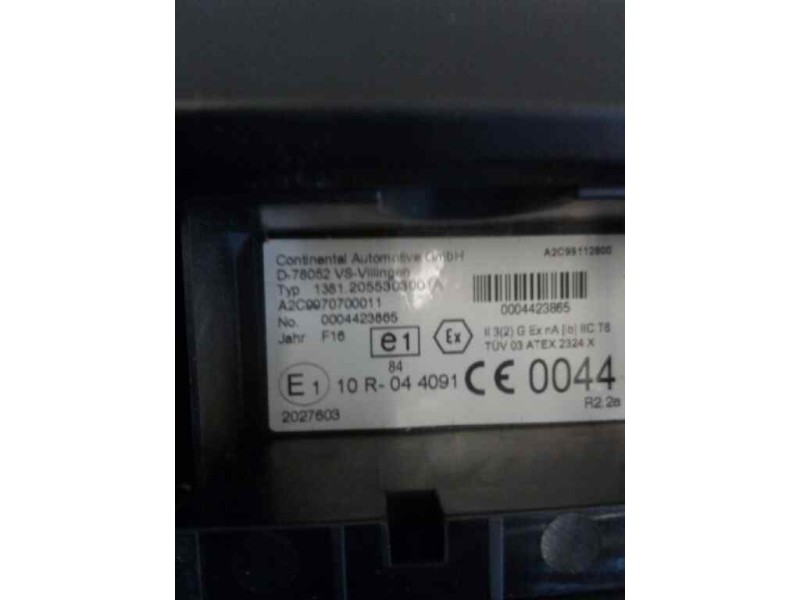 Continental Automotive GmbH
D-78052 VS-Villingen
Typ 1381.2055303001A
A2C9970700011
No. 0004423865
Jahr F16
e1
84
Ex
A2C99112800
0004423865
II 3(2) G Ex nA [ib] IIC T6
TÜV 03 ATEX 2324 X
E1 10 R-04 4091 CE 0044
2027603
R2.2a